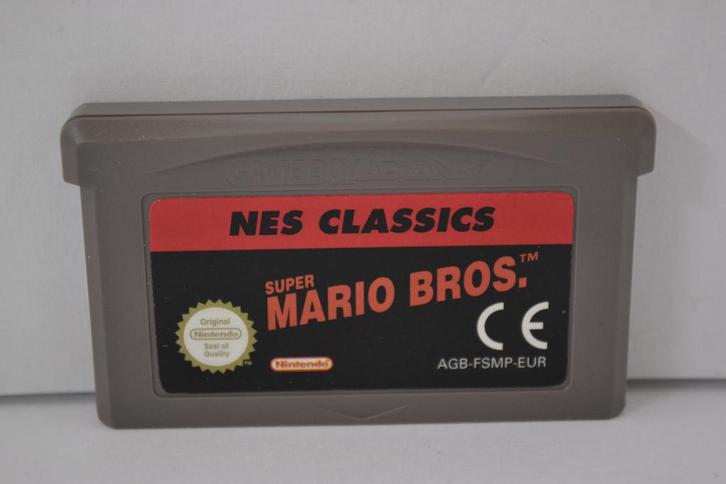 GAME BOY ADVANCE
NES CLASSICS
SUPER
MARIO BROS.™
Original
Nintendo
Seal of
Quality
™
Nintendo®
CE
AGB-FSMP-EUR